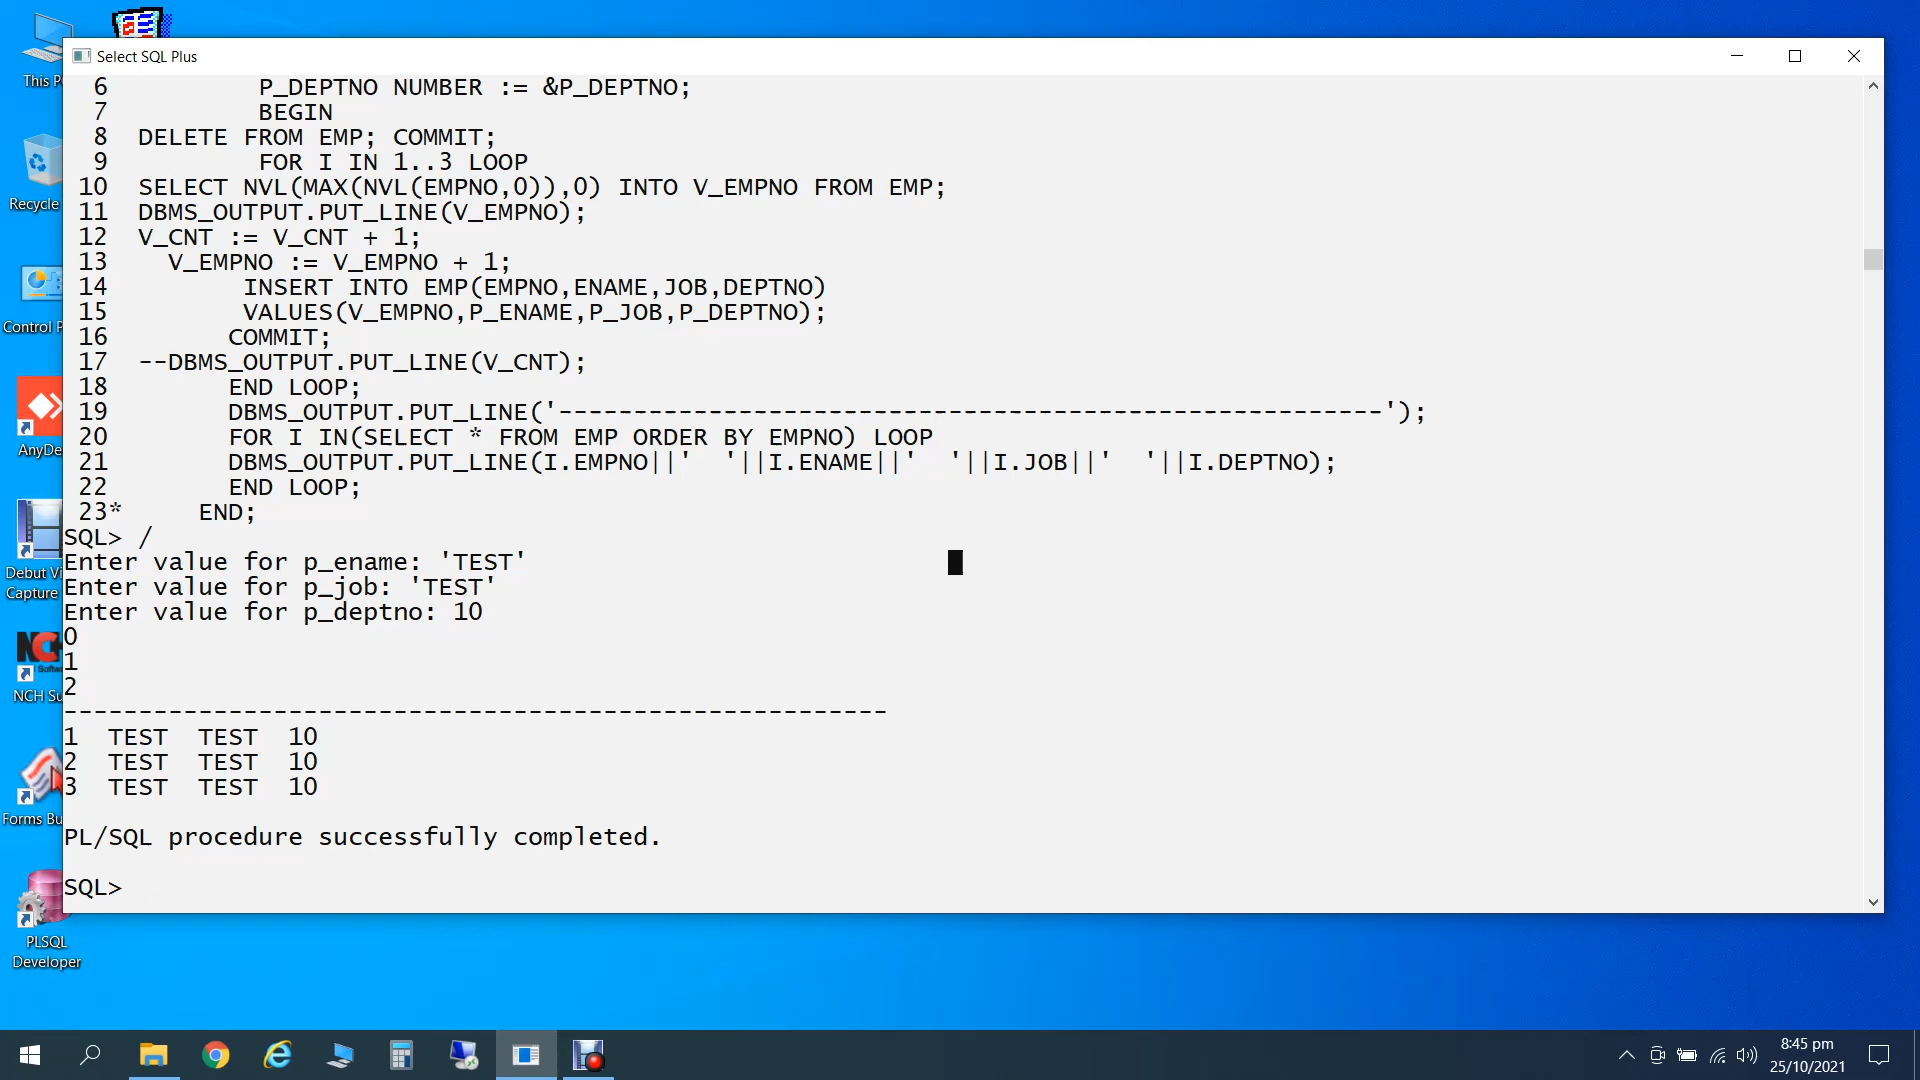 Select SQL Plus
This P
Recycle
Control P
AnyDe
Debut Vi
Capture
NCH Su
Forms Bu
PLSQL
Developer
6 P_DEPTNO NUMBER := &P_DEPTNO;
7 BEGIN
8 DELETE FROM EMP; COMMIT;
9 FOR I IN 1..3 LOOP
10 SELECT NVL(MAX(NVL(EMPNO,0)),0) INTO V_EMPNO FROM EMP;
11 DBMS_OUTPUT.PUT_LINE(V_EMPNO);
12 V_CNT := V_CNT + 1;
13 V_EMPNO := V_EMPNO + 1;
14 INSERT INTO EMP(EMPNO,ENAME,JOB,DEPTNO)
15 VALUES(V_EMPNO,P_ENAME,P_JOB,P_DEPTNO);
16 COMMIT;
17 --DBMS_OUTPUT.PUT_LINE(V_CNT);
18 END LOOP;
19 DBMS_OUTPUT.PUT_LINE('-------------------------------------------------------');
20 FOR I IN(SELECT * FROM EMP ORDER BY EMPNO) LOOP
21 DBMS_OUTPUT.PUT_LINE(I.EMPNO||'  '||I.ENAME||'  '||I.JOB||'  '||I.DEPTNO);
22 END LOOP;
23* END;
SQL> /
Enter value for p_ename: 'TEST'
Enter value for p_job: 'TEST'
Enter value for p_deptno: 10
0
1
2
-------------------------------------------------------
1 TEST TEST 10
2 TEST TEST 10
3 TEST TEST 10
PL/SQL procedure successfully completed.
SQL>
8:45 pm
25/10/2021